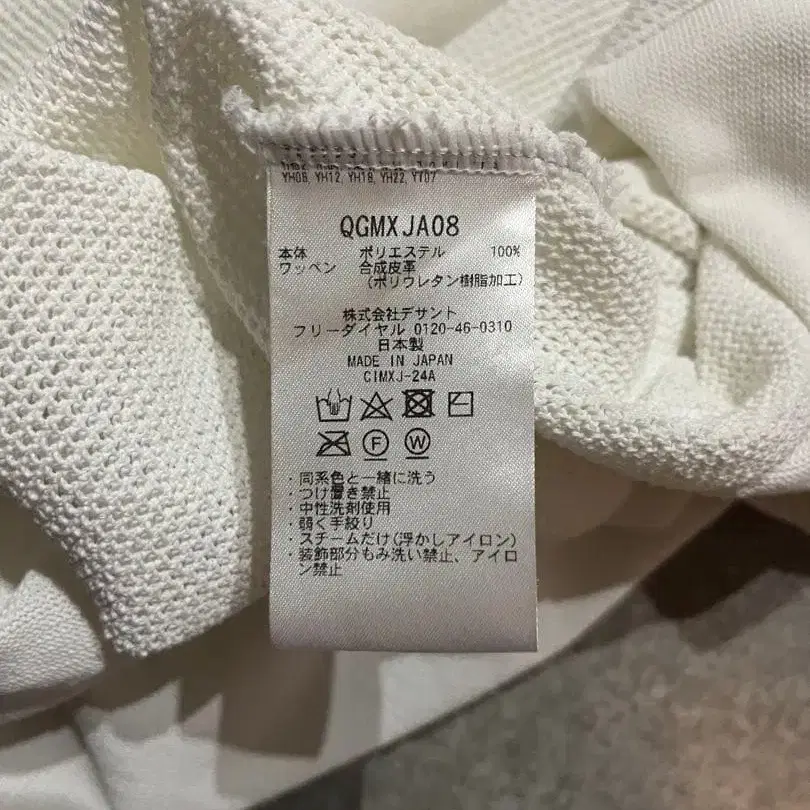 YH08, YH12, YH18, YH22, YT07
QGMXJA08
本体 ポリエステル 100%
ワッペン 合成皮革
(ポリウレタン樹脂加工)
株式会社デサント
フリーダイヤル 0120-46-0310
日本製
MADE IN JAPAN
CIMXJ-24A
F W
・同系色と一緒に洗う
・つけ置き禁止
・中性洗剤使用
・弱く手絞り
・スチームだけ(浮かしアイロン)
・装飾部分もみ洗い禁止、アイロ
ン禁止